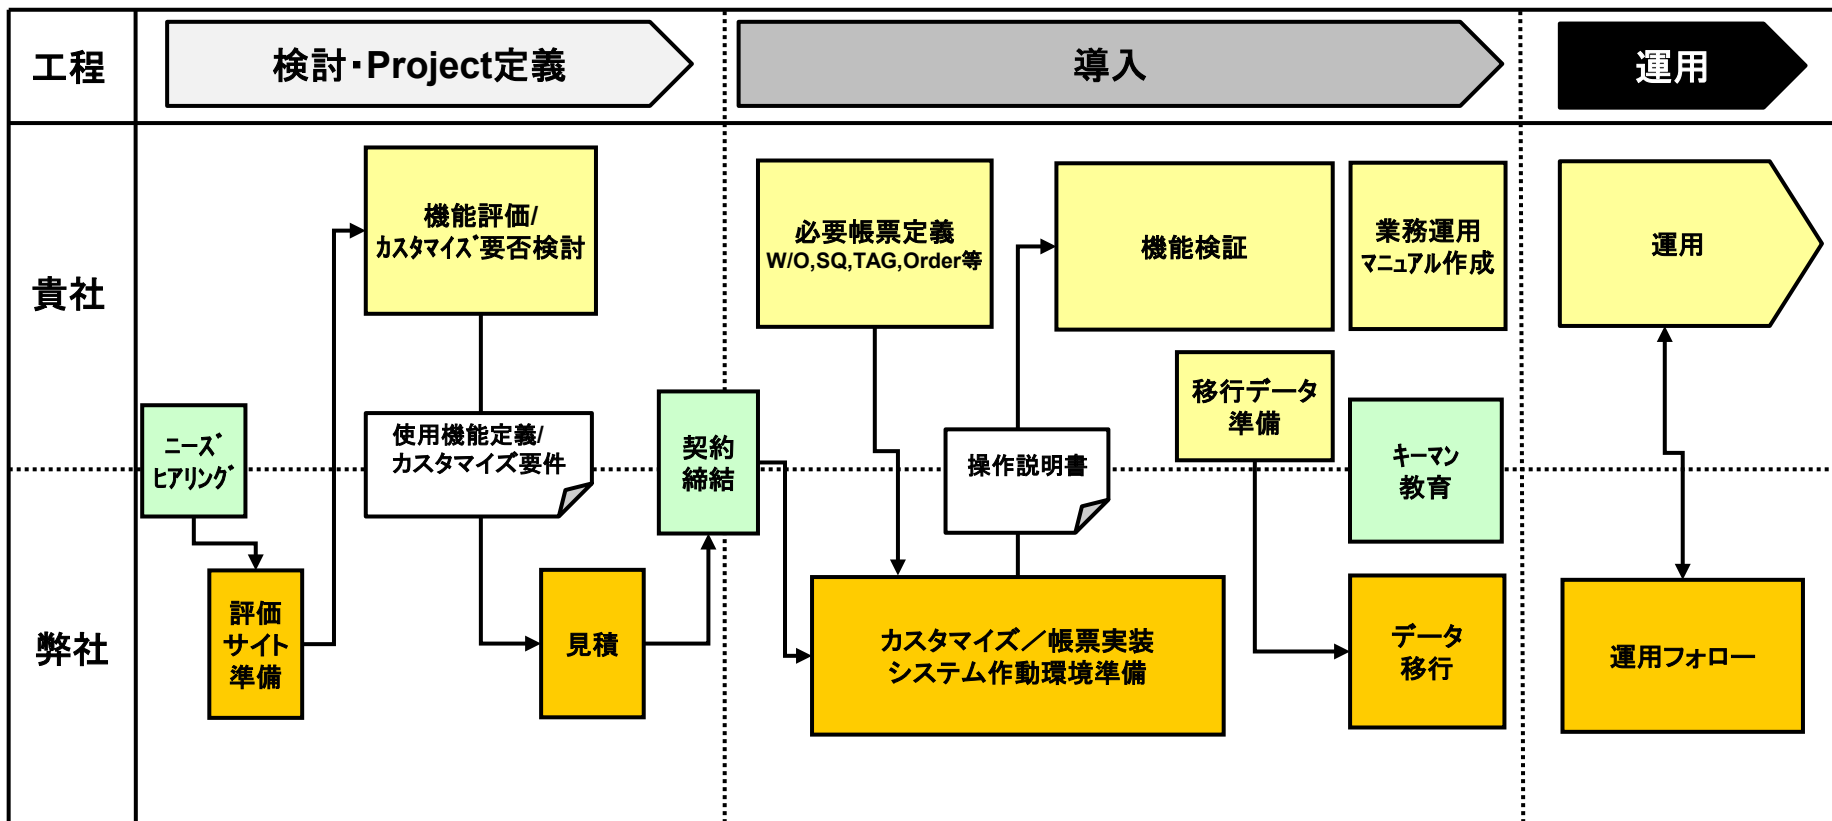 工程
検討・Project定義
導入
運用
貴社
機能評価/
ｶｽﾀﾏｲｽﾞ要否検討
必要帳票定義
W/O,SQ,TAG,Order等
機能検証
業務運用
ﾏﾆｭｱﾙ作成
運用
移行データ
準備
ﾆｰｽﾞ
ﾋｱﾘﾝｸﾞ
使用機能定義/
カスタマイズ要件
契約
締結
操作説明書
ｷｰﾏﾝ
教育
弊社
評価
サイト
準備
見積
カスタマイズ／帳票実装
システム作動環境準備
データ
移行
運用フォロー